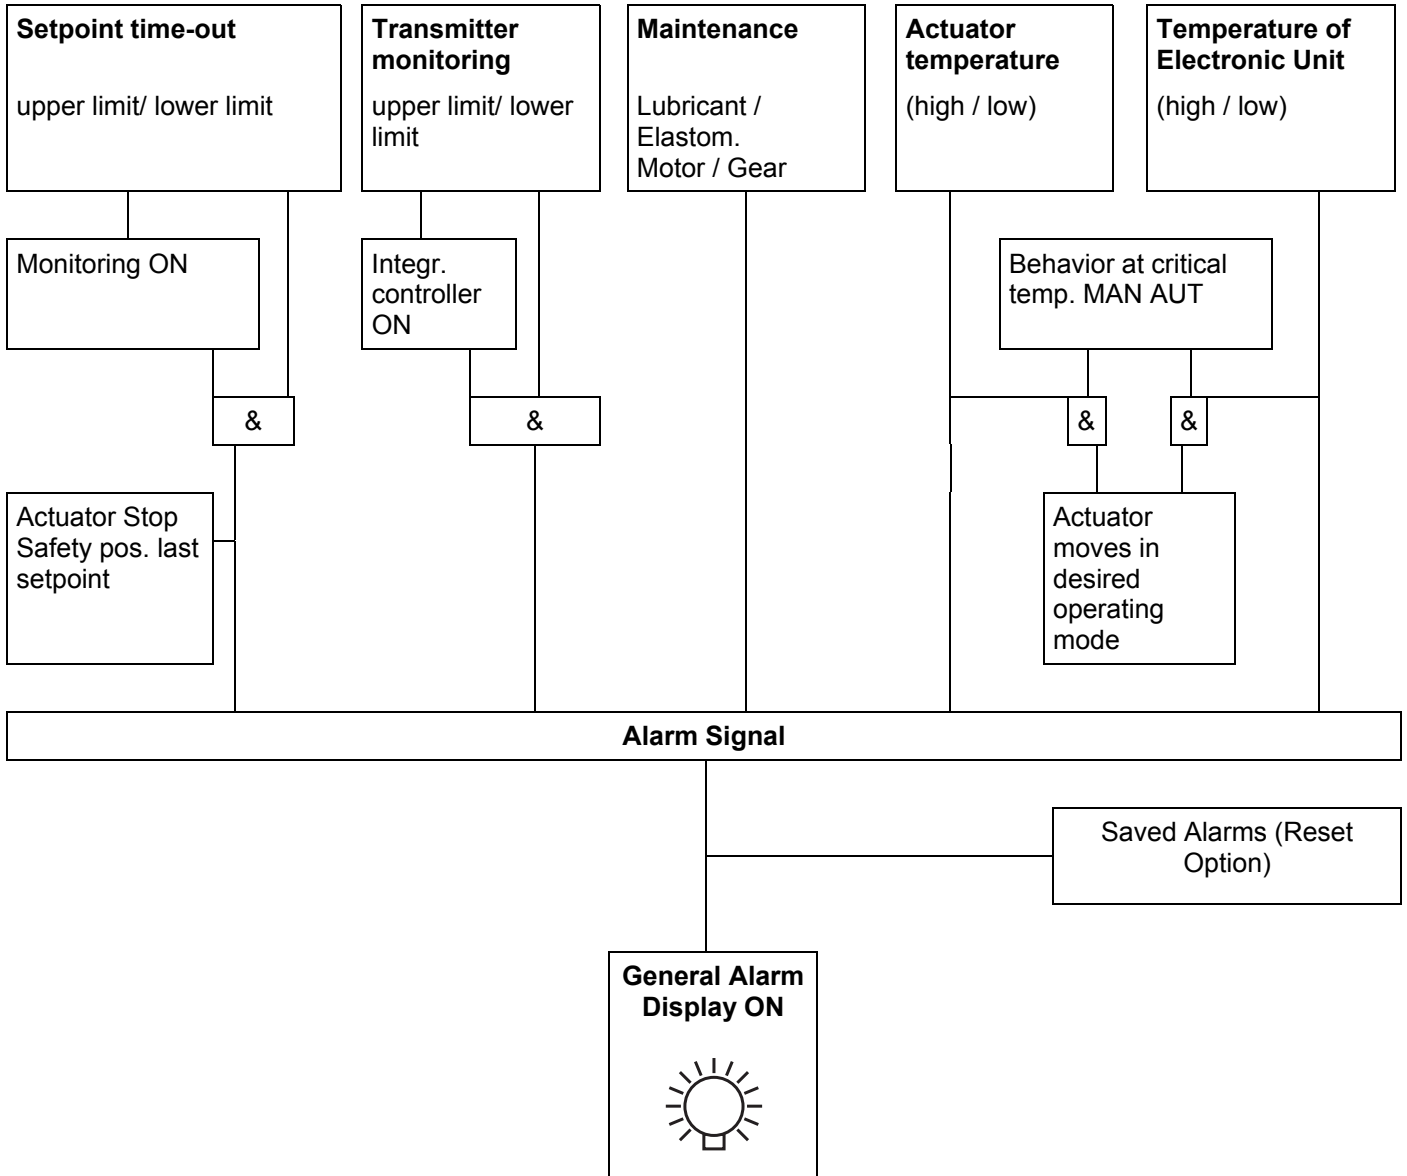 Setpoint time-out
upper limit/ lower limit
Transmitter
monitoring
upper limit/ lower
limit
Maintenance
Lubricant /
Elastom.
Motor / Gear
Actuator
temperature
(high / low)
Temperature of
Electronic Unit
(high / low)
Monitoring ON
Integr.
controller
ON
Behavior at critical
temp. MAN AUT
&
&
&
&
Actuator Stop
Safety pos. last
setpoint
Actuator
moves in
desired
operating
mode
Alarm Signal
Saved Alarms (Reset
Option)
General Alarm
Display ON